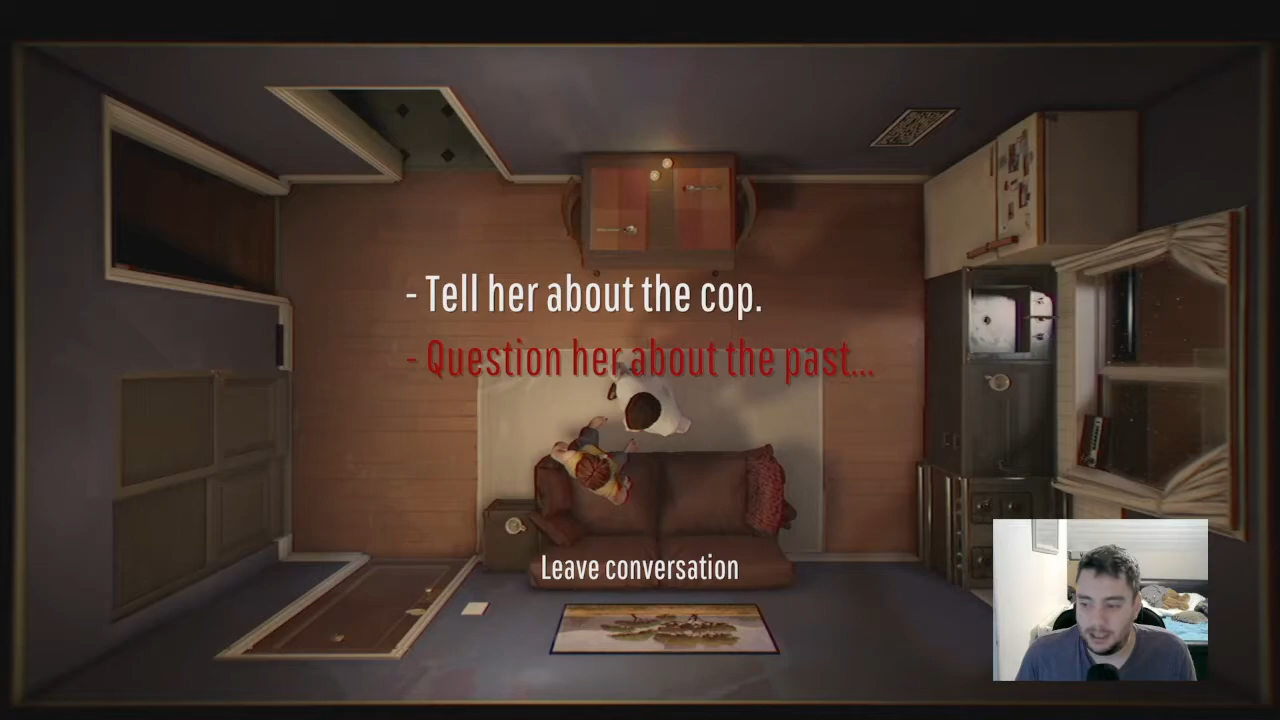 - Tell her about the cop.
- Question her about the past...
Leave conversation